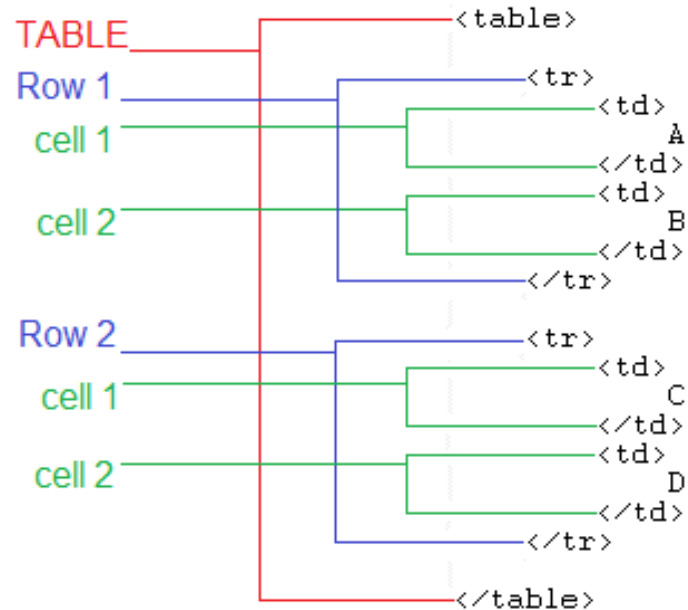 <table>
TABLE
Row 1
<tr>
cell 1
<td>
A
</td>
cell 2
<td>
B
</td>
</tr>
Row 2
<tr>
cell 1
<td>
C
</td>
cell 2
<td>
D
</td>
</tr>
</table>